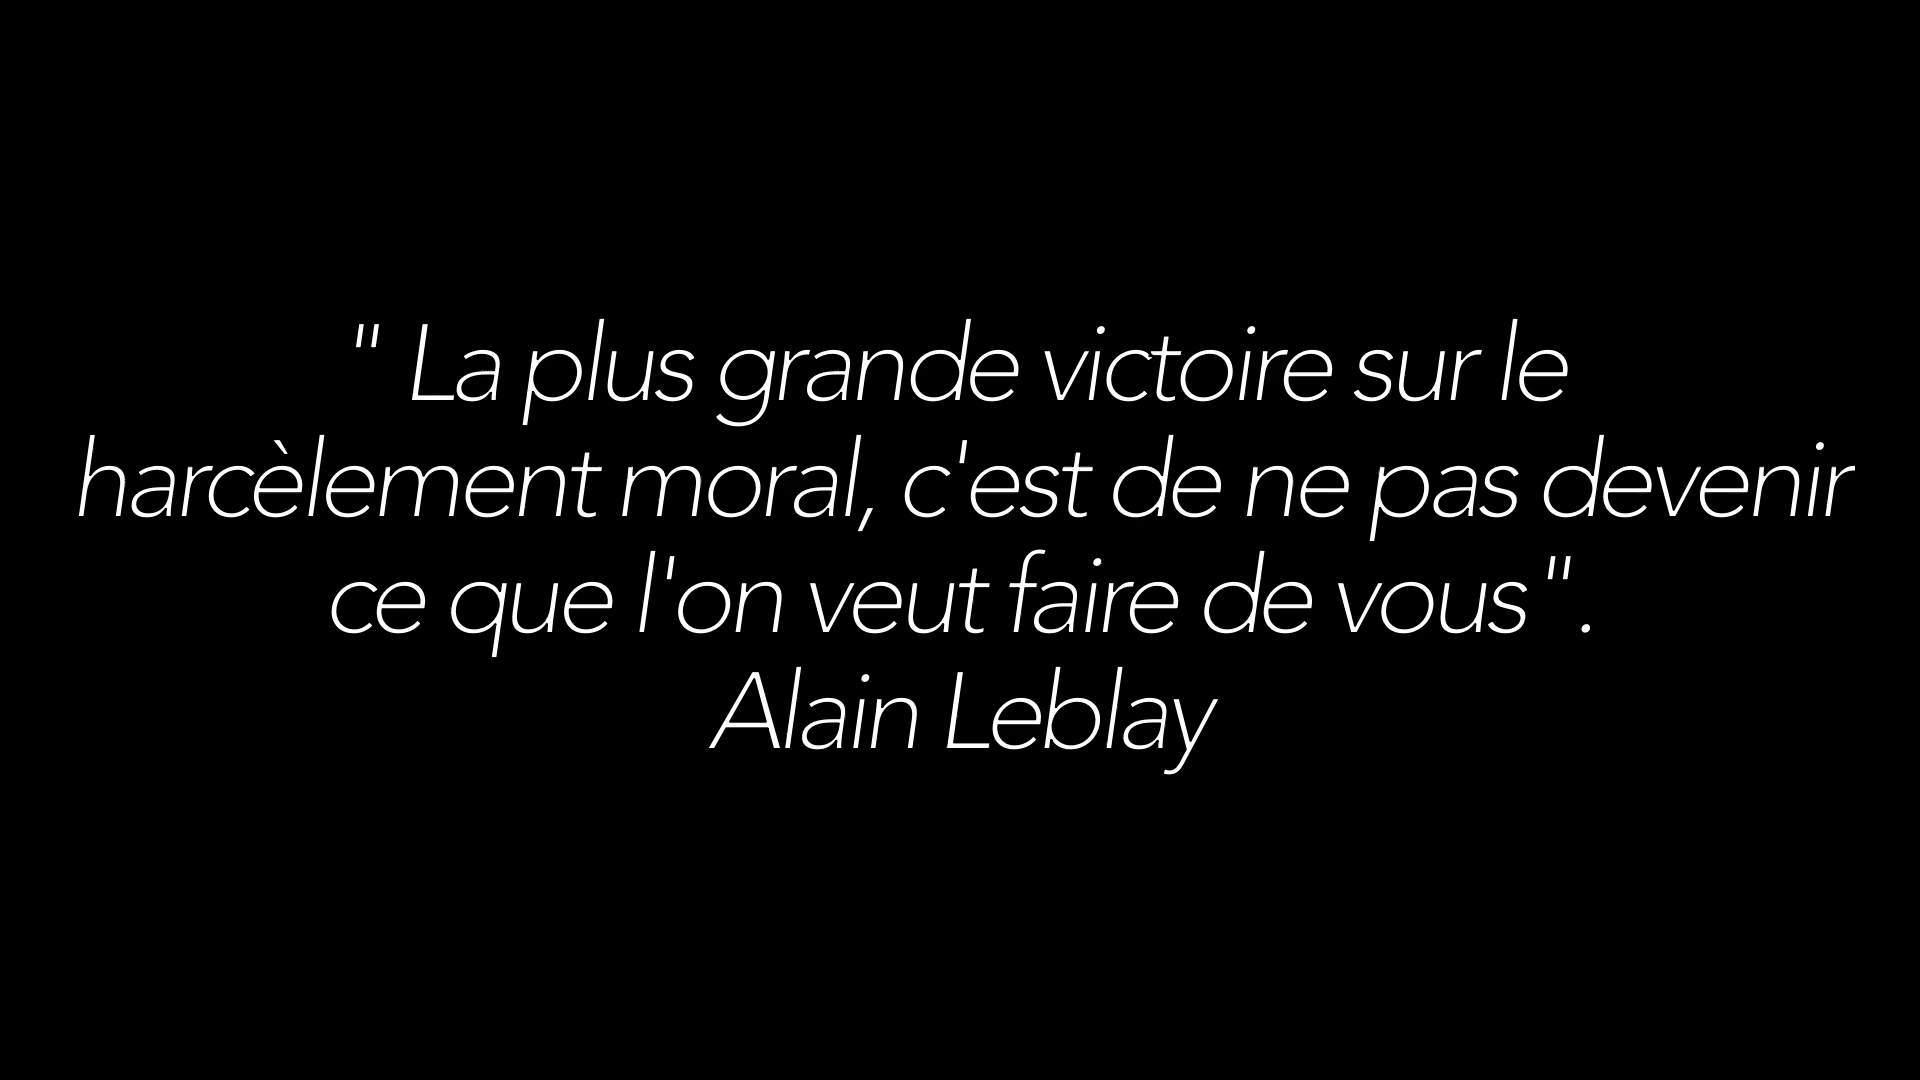 " La plus grande victoire sur le
harcèlement moral, c'est de ne pas devenir
ce que l'on veut faire de vous".
Alain Leblay